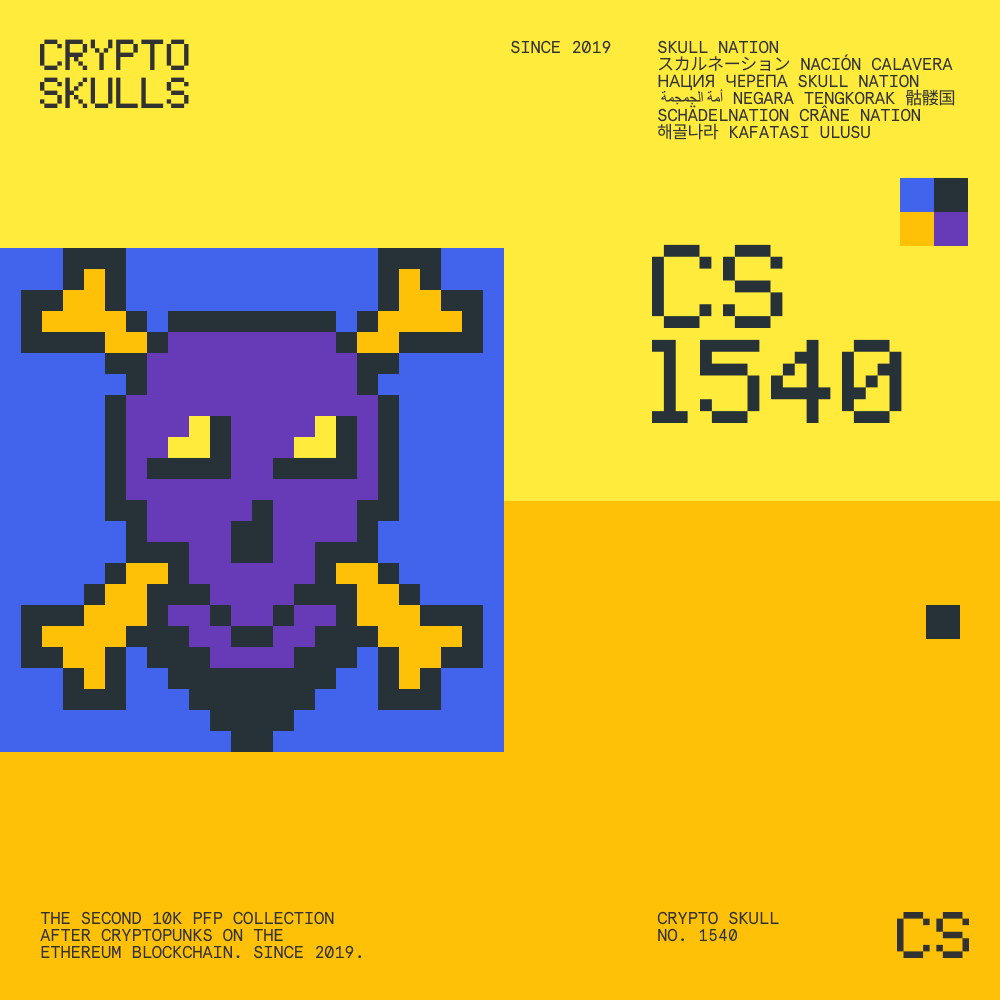 CRYPTO
SKULLS
SINCE 2019
SKULL NATION
スカルネーション NACIÓN CALAVERA
НАЦИЯ ЧЕРЕПА SKULL NATION
أمة الجمجمة NEGARA TENGKORAK 骷髅国
SCHÄDELNATION CRÂNE NATION
해골나라 KAFATASI ULUSU
CS
1540
THE SECOND 10K PFP COLLECTION
AFTER CRYPTOPUNKS ON THE
ETHEREUM BLOCKCHAIN. SINCE 2019.
CRYPTO SKULL
NO. 1540
CS